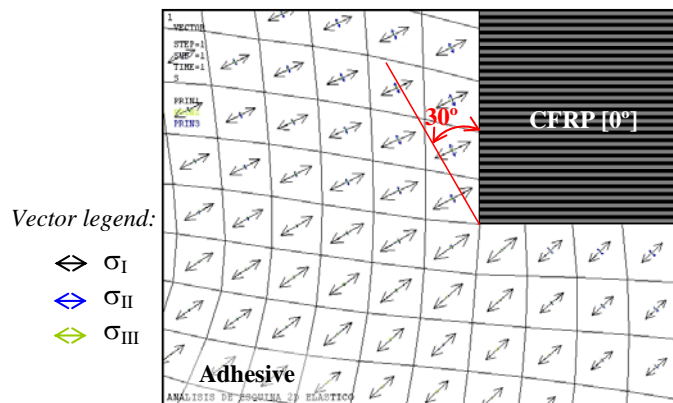 1
VECTOR
STEP=1
SUB =1
TIME=1
S
PRIN1
PRIN3
30º
CFRP [0º]
Vector legend:
σI
σII
σIII
Adhesive
ANALISIS DE ESQUINA 2D ELASTICO